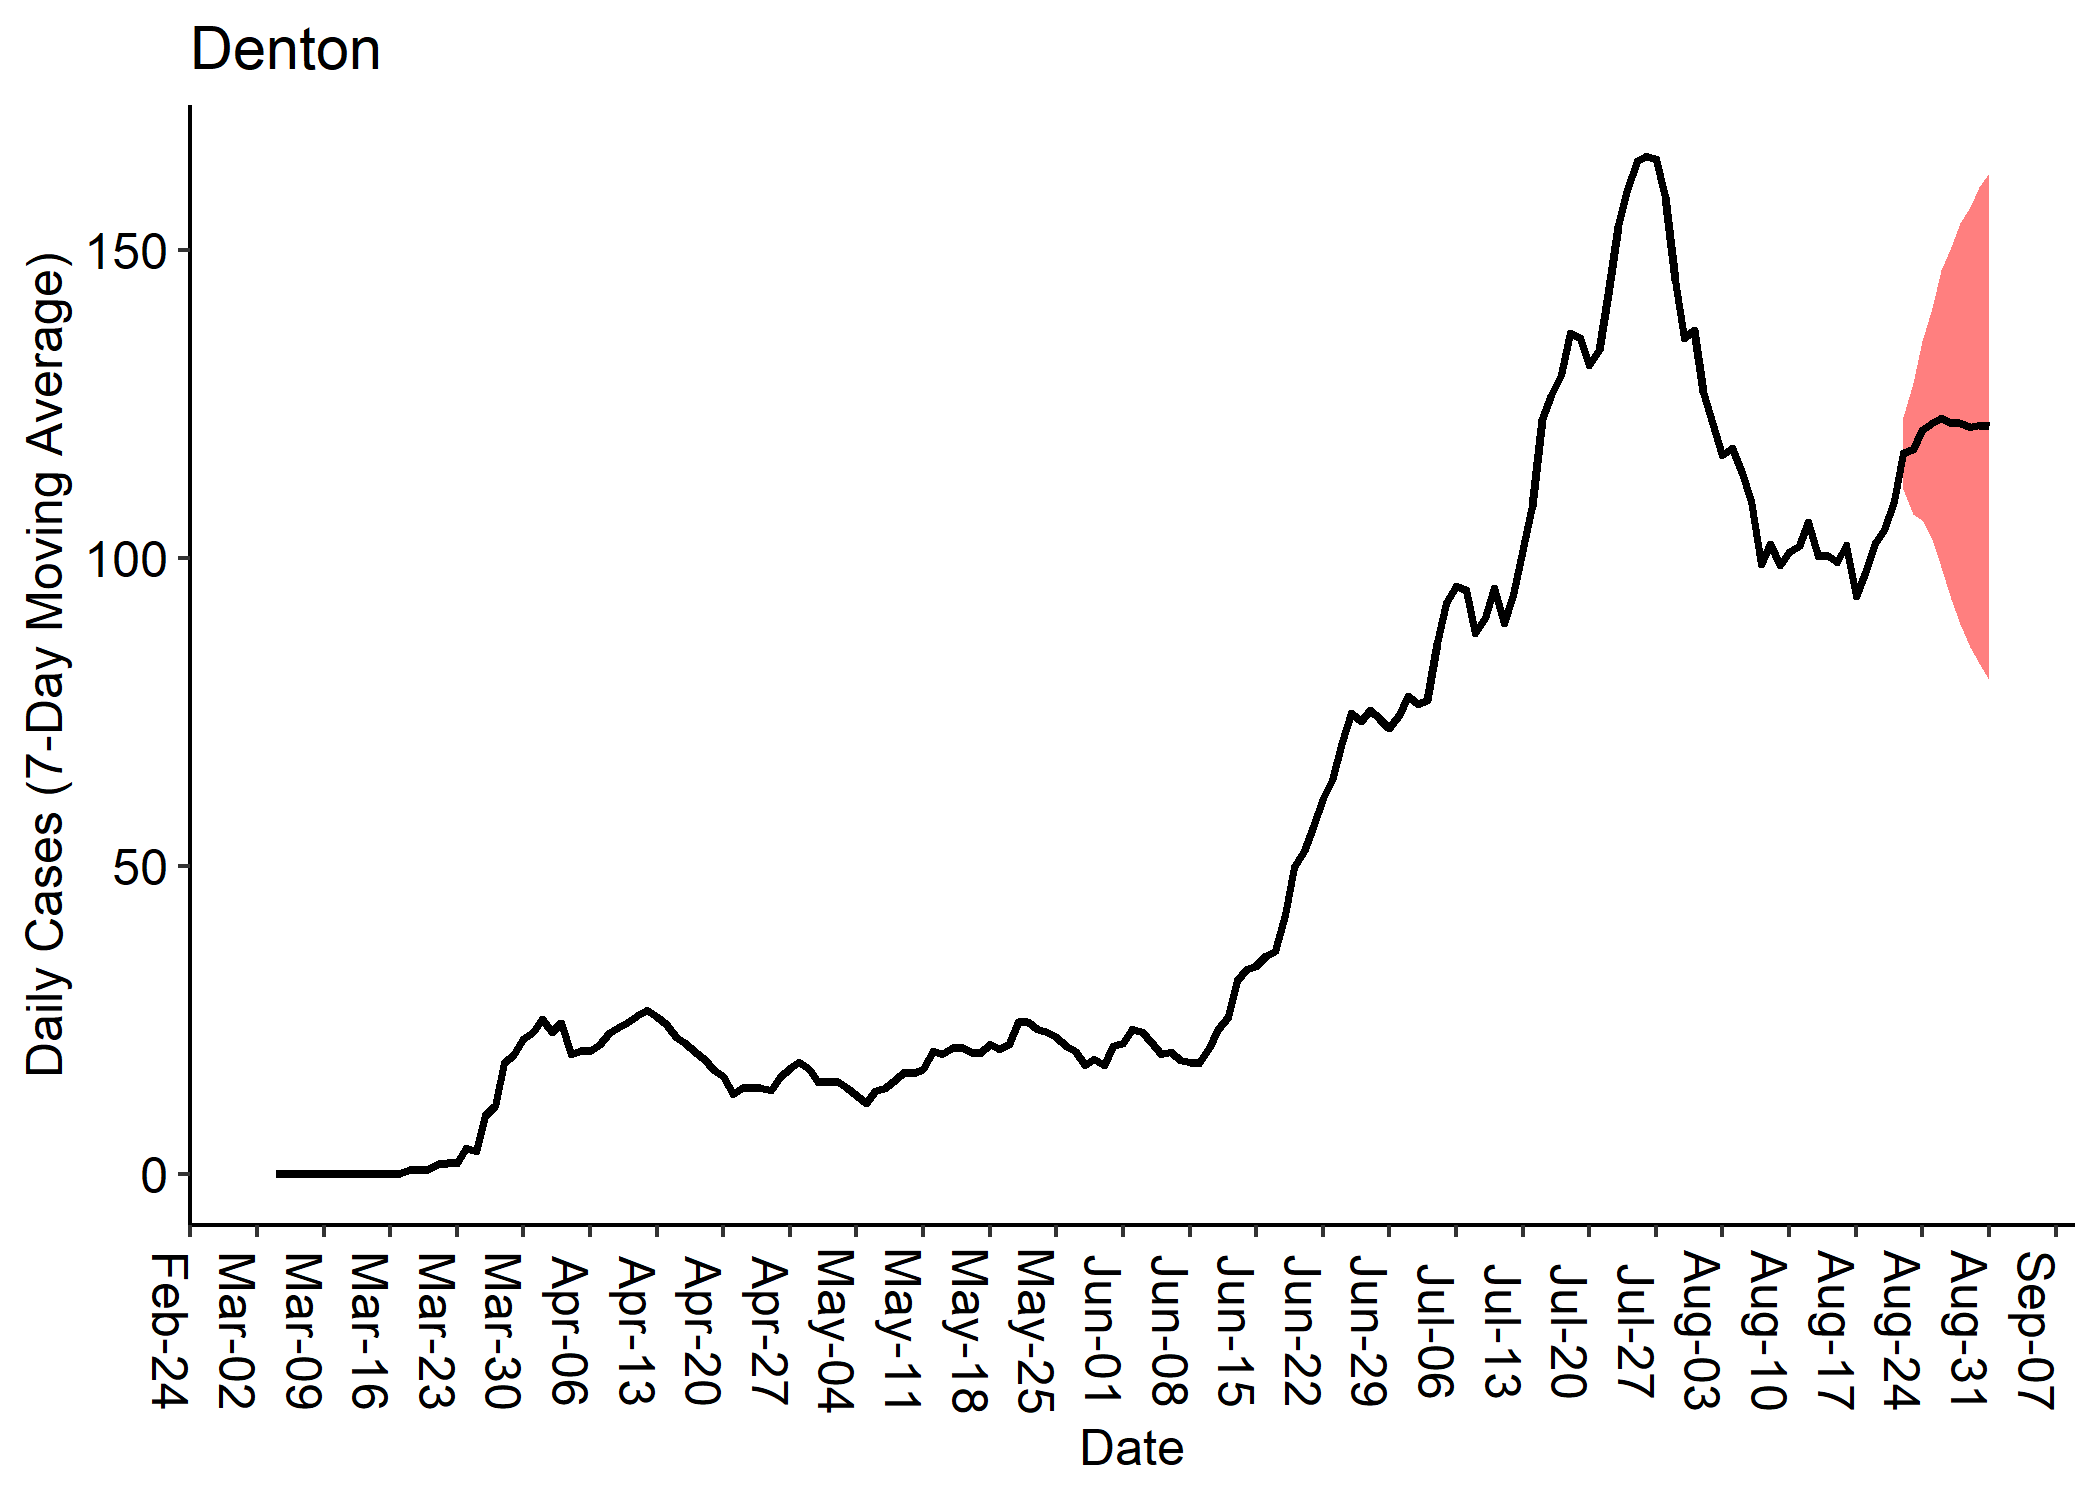 Denton
Daily Cases (7-Day Moving Average)
150
100
50
0
Feb-24
Mar-02
Mar-09
Mar-16
Mar-23
Mar-30
Apr-06
Apr-13
Apr-20
Apr-27
May-04
May-11
May-18
May-25
Jun-01
Jun-08
Jun-15
Jun-22
Jun-29
Jul-06
Jul-13
Jul-20
Jul-27
Aug-03
Aug-10
Aug-17
Aug-24
Aug-31
Sep-07
Date